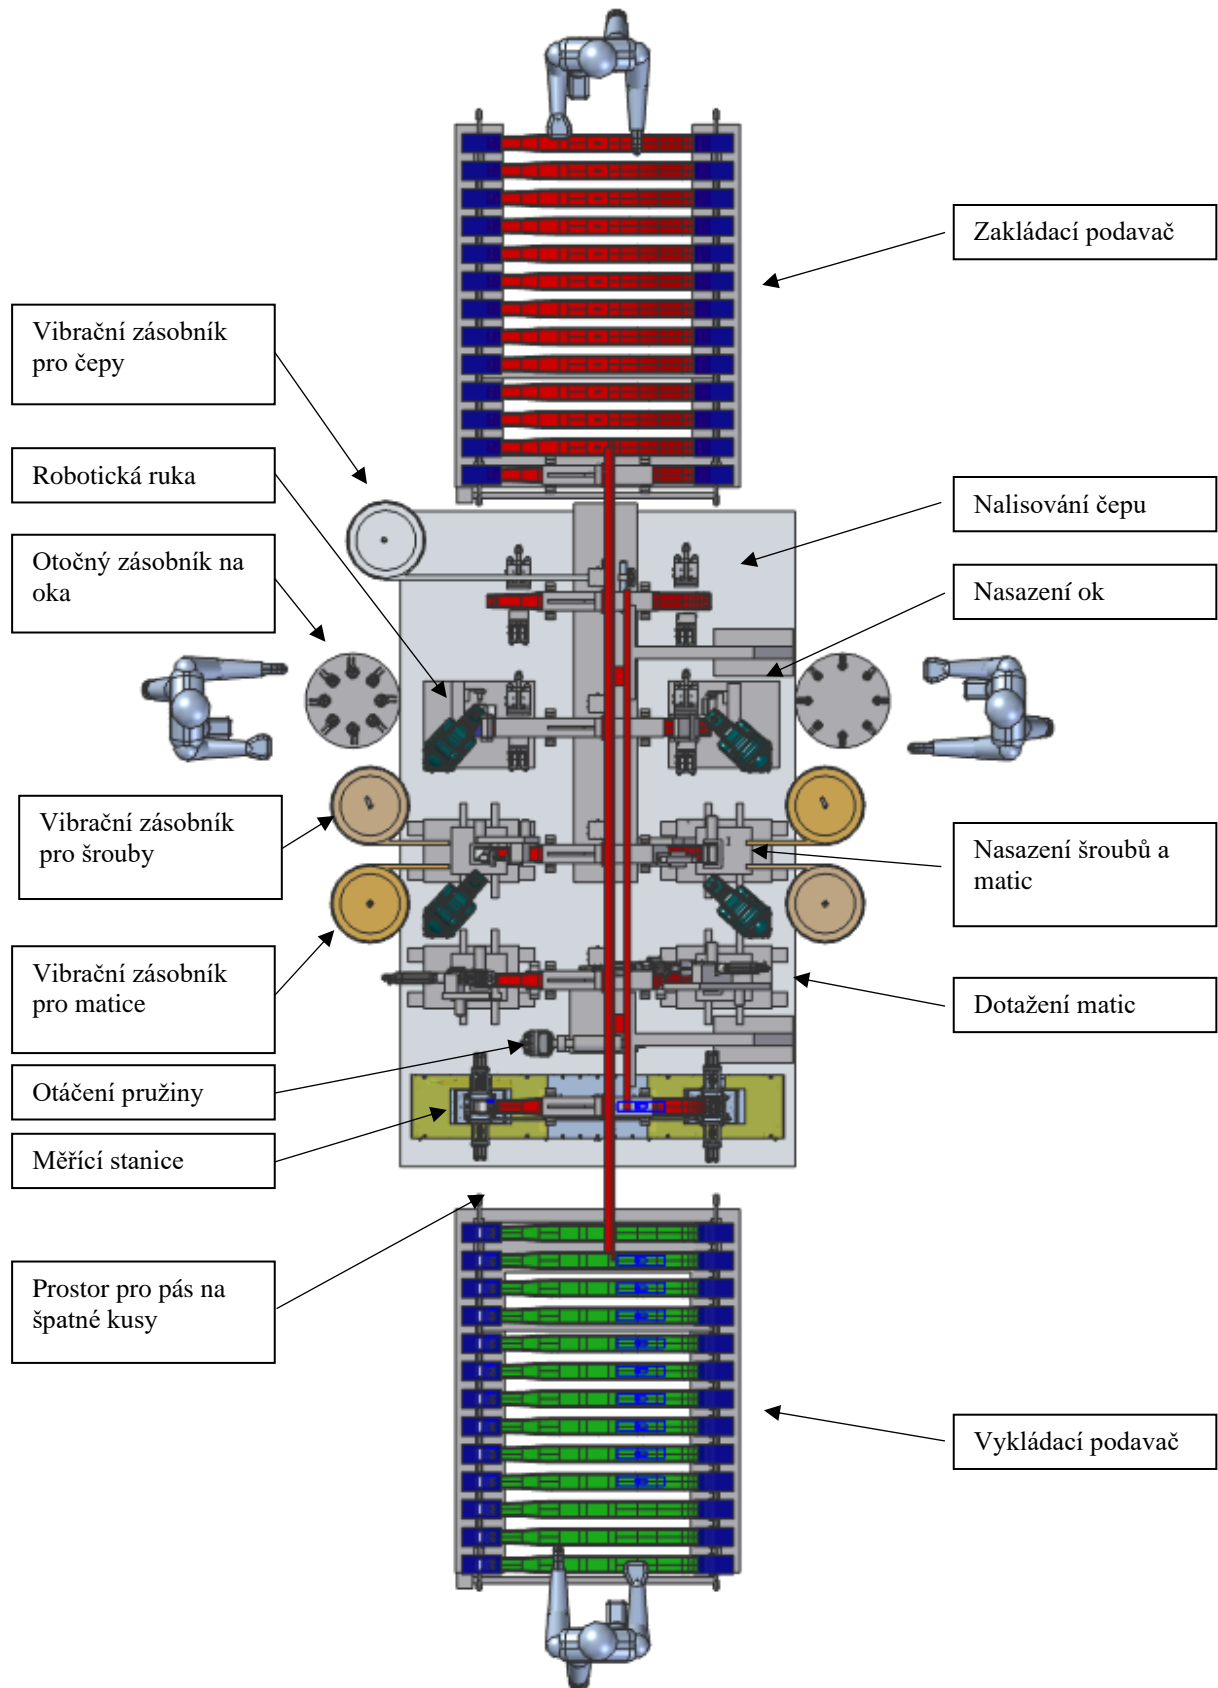 Zakládací podavač
Vibrační zásobník
pro čepy
Robotická ruka
Nalisování čepu
Otočný zásobník na
oka
Nasazení ok
Vibrační zásobník
pro šrouby
Nasazení šroubů a
matic
Vibrační zásobník
pro matice
Dotažení matic
Otáčení pružiny
Měřící stanice
Prostor pro pás na
špatné kusy
Vykládací podavač